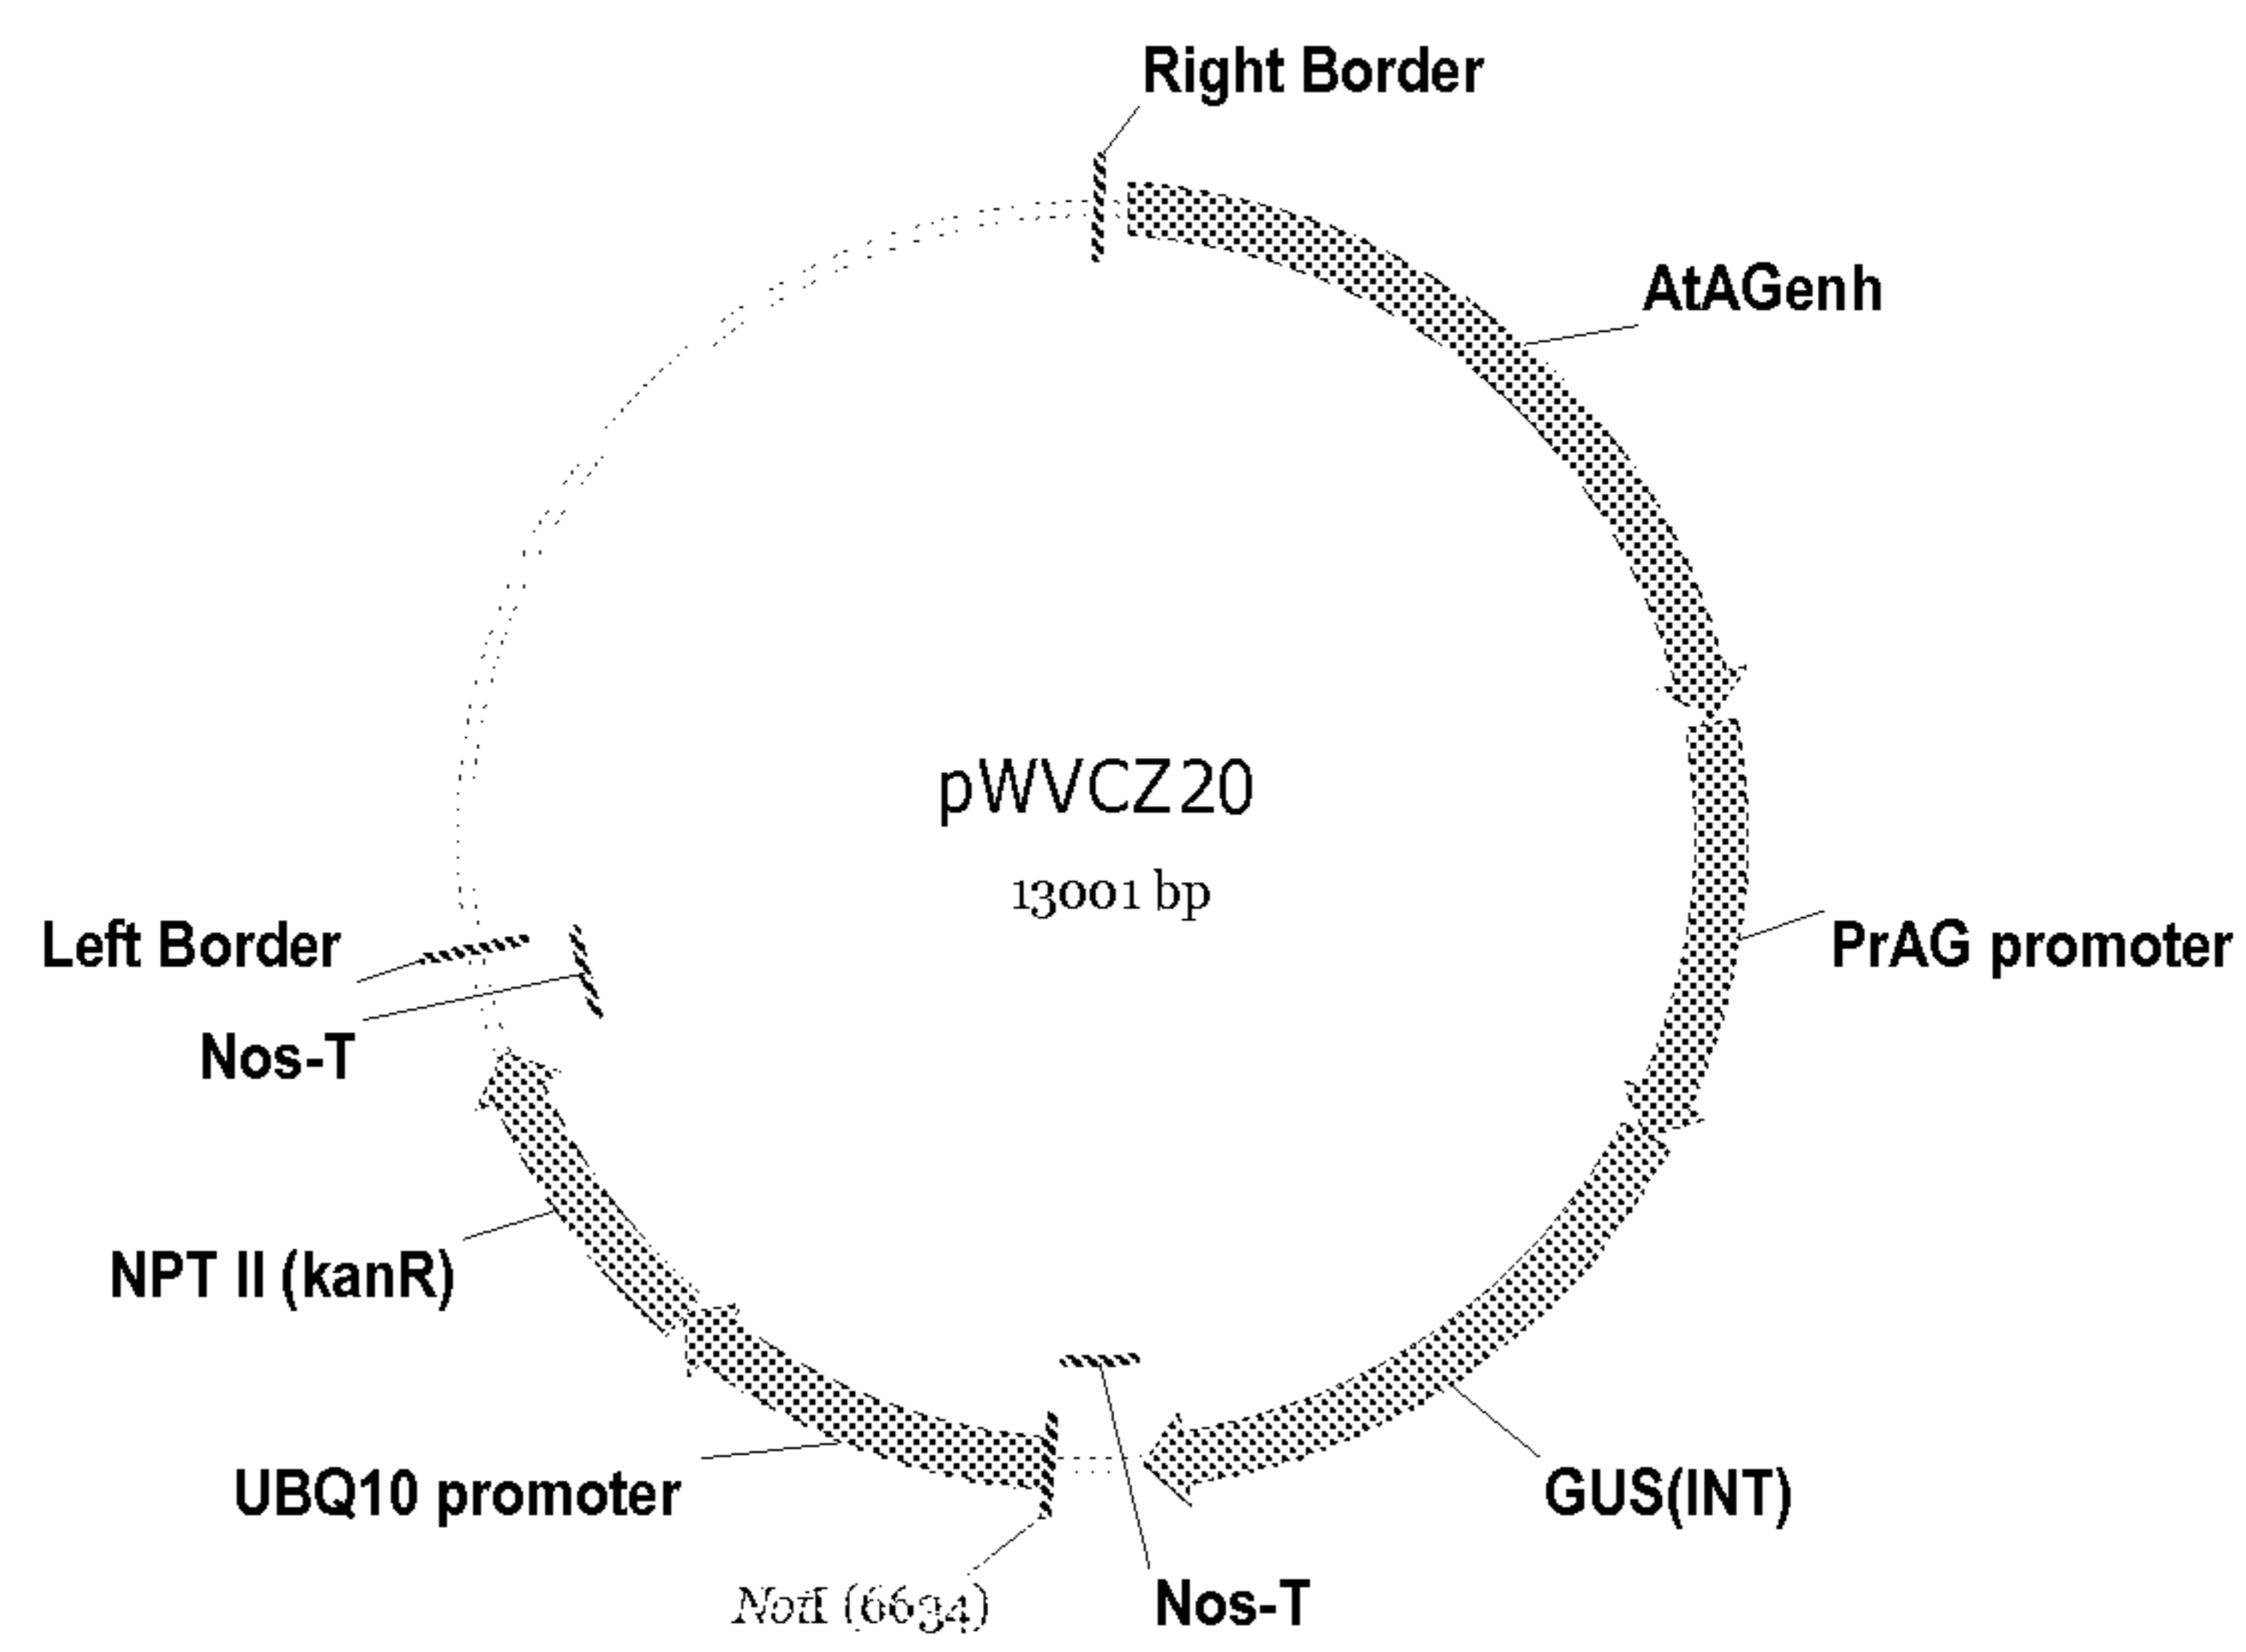 Right Border
AtAGenh
pWVCZ20
13001 bp
PrAG promoter
Left Border
Nos-T
NPT II (kanR)
UBQ10 promoter
GUS(INT)
NotI (6634)
Nos-T